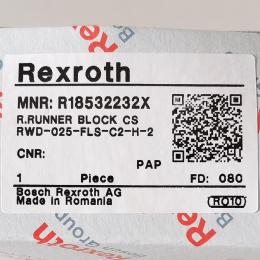 Rexroth
MNR: R18532232X
R.RUNNER BLOCK CS
RWD-025-FLS-C2-H-2
CNR:
PAP
1 Piece FD: 080
Bosch Rexroth AG
Made in Romania
RO10